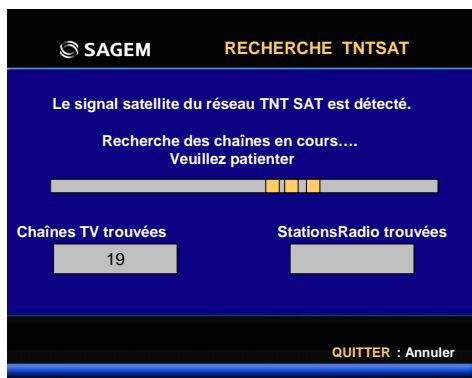 SAGEM RECHERCHE TNTSAT
Le signal satellite du réseau TNT SAT est détecté.
Recherche des chaînes en cours....
Veuillez patienter
Chaînes TV trouvées StationsRadio trouvées
19
QUITTER : Annuler